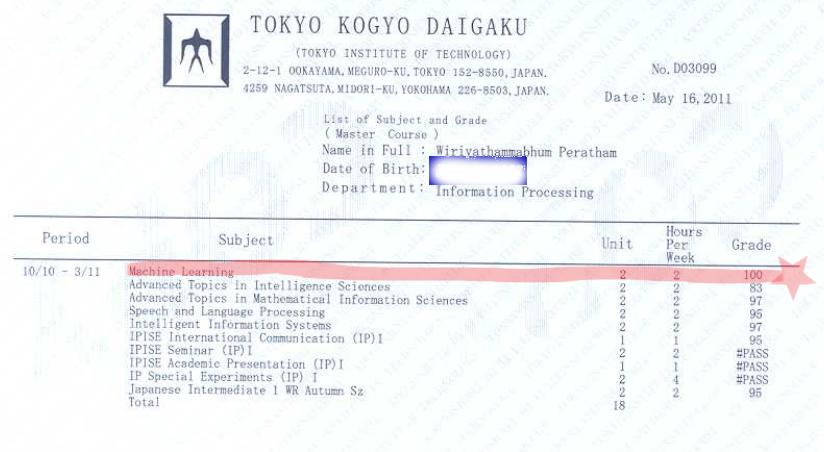 TOKYO KOGYO DAIGAKU
(TOKYO INSTITUTE OF TECHNOLOGY)
2-12-1 OOKAYAMA, MEGURO-KU, TOKYO 152-8550, JAPAN.
4259 NAGATSUTA, MIDORI-KU, YOKOHAMA 226-8503, JAPAN.
No. D03099
Date: May 16, 2011
List of Subject and Grade
( Master Course )
Name in Full : Wiriyathammabhum Peratham
Date of Birth:
Department: Information Processing
Period Subject Unit Hours Per Week Grade
10/10 - 3/11 Machine Learning 2 2 100
Advanced Topics in Intelligence Sciences 2 2 83
Advanced Topics in Mathematical Information Sciences 2 2 97
Speech and Language Processing 2 2 95
Intelligent Information Systems 2 2 97
IPISE International Communication (IP)I 1 1 95
IPISE Seminar (IP)I 2 2 #PASS
IPISE Academic Presentation (IP)I 1 1 #PASS
IP Special Experiments (IP) I 2 4 #PASS
Japanese Intermediate 1 WR Autumn Sz 2 2 95
Total 18